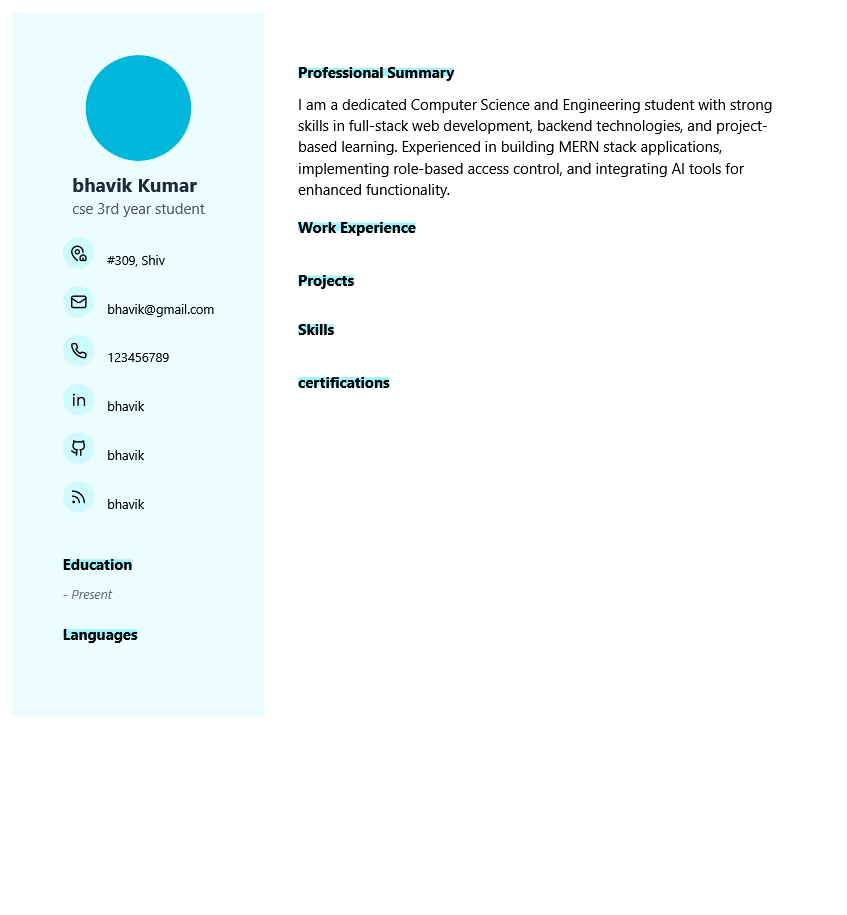 bhavik Kumar
cse 3rd year student
#309, Shiv
bhavik@gmail.com
123456789
in bhavik
bhavik
bhavik
Education
- Present
Languages
Professional Summary
I am a dedicated Computer Science and Engineering student with strong
skills in full-stack web development, backend technologies, and project-
based learning. Experienced in building MERN stack applications,
implementing role-based access control, and integrating AI tools for
enhanced functionality.
Work Experience
Projects
Skills
certifications